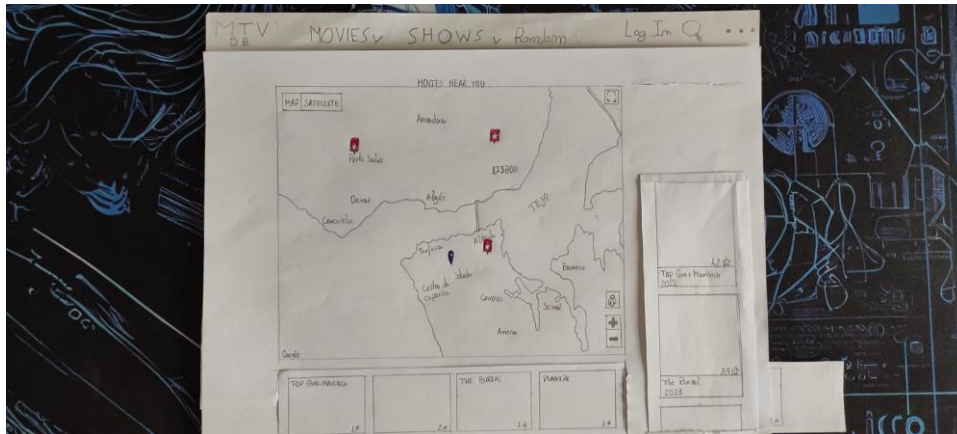 MTV
DB
MOVIES SHOWS Random Log In
MOVIES NEAR YOU
MAP SATELLITE
Amadora
Porto Salvo
LISBON
Oeiras
Algés
TEJO
Carcavelos
Almada
Trafaria
Sobreda
Barreiro
Costa da
Caparica
Corroios
Seixal
Amora
Google
TOP GUN: MAVERICK
THE BURIAL
Top Gun: Maverick
2022
The Burial
2023